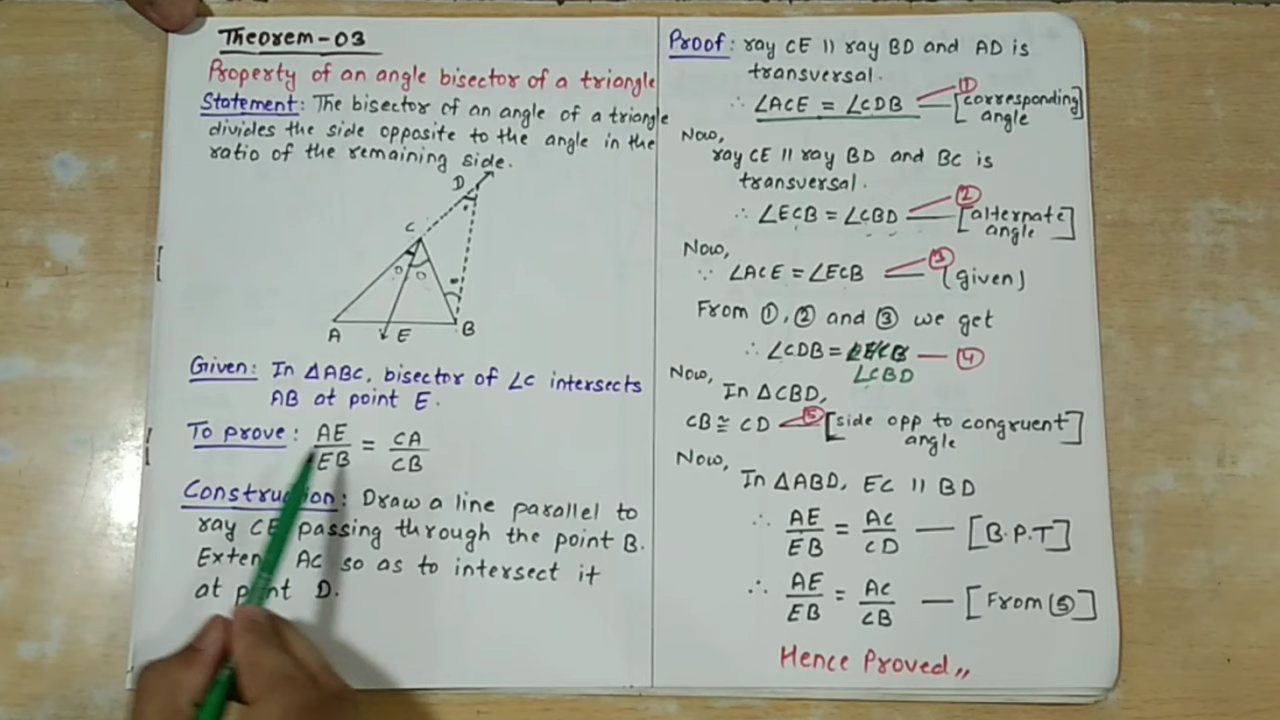 Theorem-03
Property of an angle bisector of a triangle
Statement: The bisector of an angle of a triangle
divides the side opposite to the angle in the
ratio of the remaining side.
D
C
A
E
B
Given: In ΔABC, bisector of ∠C intersects
AB at point E.
To prove: AE/EB = CA/CB
Construction: Draw a line parallel to
ray CE passing through the point B.
Extend AC so as to intersect it
at point D.
Proof: ray CE || ray BD and AD is
transversal.
∴ ∠ACE = ∠CDB — ① [corresponding
angle]
Now,
ray CE || ray BD and BC is
transversal.
∴ ∠ECB = ∠CBD — ② [alternate
angle]
Now,
∵ ∠ACE = ∠ECB — ③ (given)
From ①, ② and ③ we get
∴ ∠CDB = — ④
∠CBD
Now,
In ΔCBD,
CB ≅ CD — ⑤ [side opp to congruent
angle]
Now,
In ΔABD, EC || BD
∴ AE/EB = AC/CD — [B.P.T]
∴ AE/EB = AC/CB — [From ⑤]
Hence Proved,,